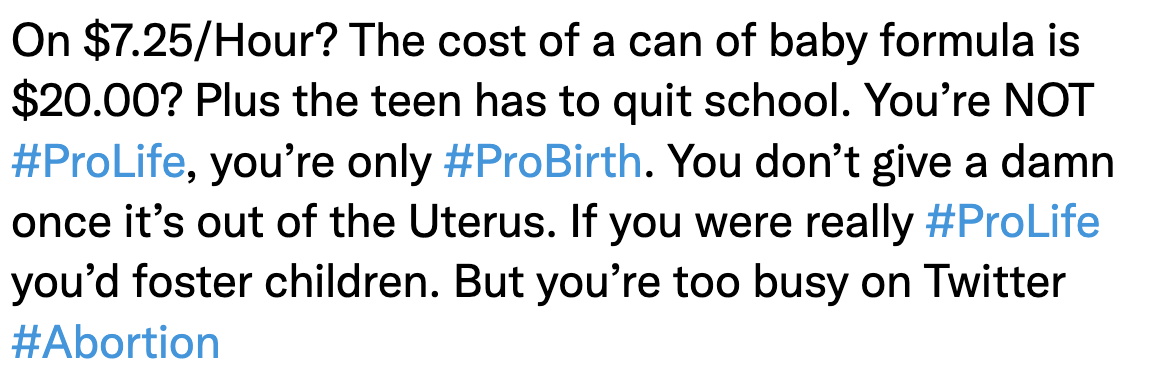 On $7.25/Hour? The cost of a can of baby formula is
$20.00? Plus the teen has to quit school. You’re NOT
#ProLife, you’re only #ProBirth. You don’t give a damn
once it’s out of the Uterus. If you were really #ProLife
you’d foster children. But you’re too busy on Twitter
#Abortion